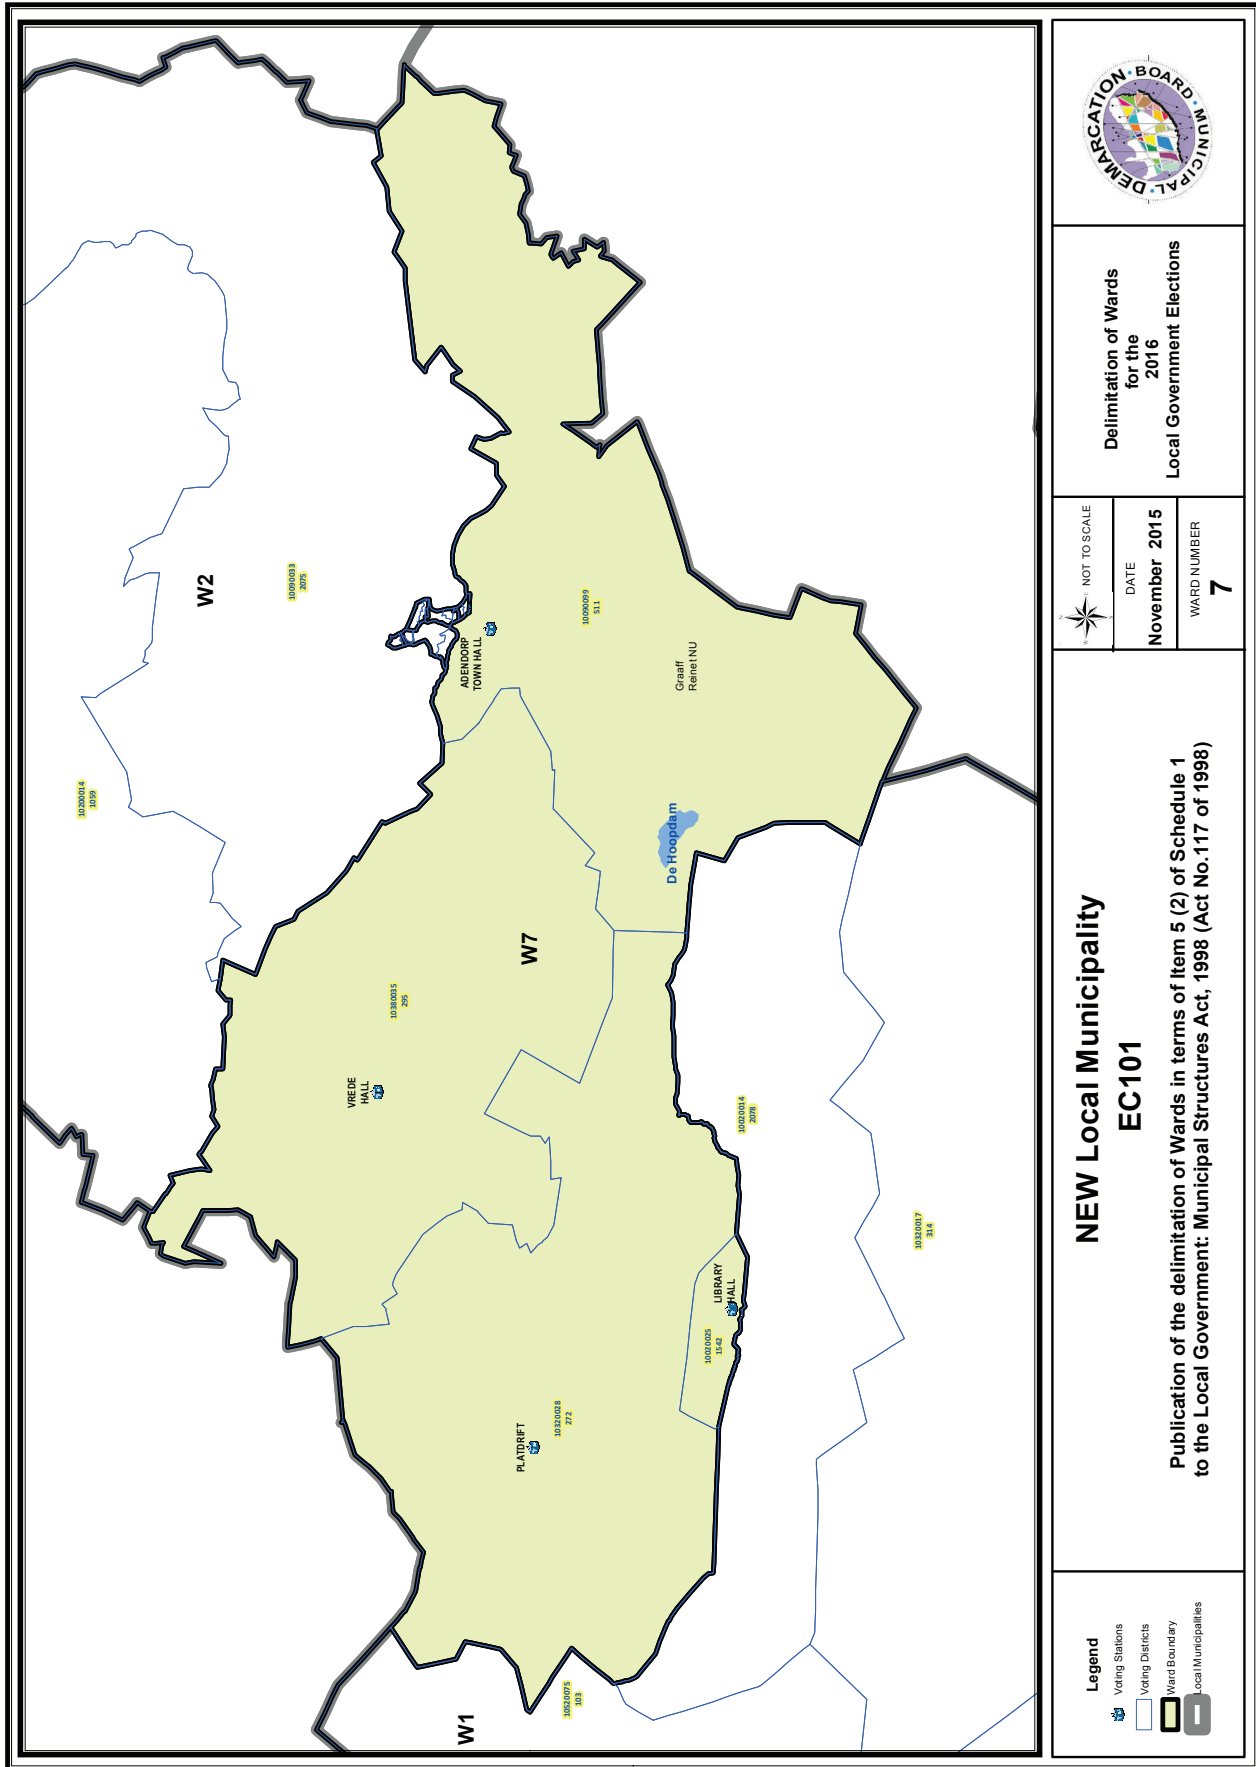 W2
10200014
1059
10090033
2075
ADENDORP
TOWN HALL
10090099
511
Graaff
Reinet NU
De Hoopdam
W7
10380035
295
VREDE
HALL
10020014
2078
10320017
314
LIBRARY
HALL
10020025
1542
PLATDRIFT
10320028
272
10520075
103
W1
Legend
Voting Stations
Voting Districts
Ward Boundary
Local Municipalities
NEW Local Municipality
EC101
Publication of the delimitation of Wards in terms of Item 5 (2) of Schedule 1
to the Local Government: Municipal Structures Act, 1998 (Act No.117 of 1998)
N
W
E
S
NOT TO SCALE
DATE
November 2015
WARD NUMBER
7
Delimitation of Wards
for the
2016
Local Government Elections
MUNICIPAL • DEMARCATION • BOARD •